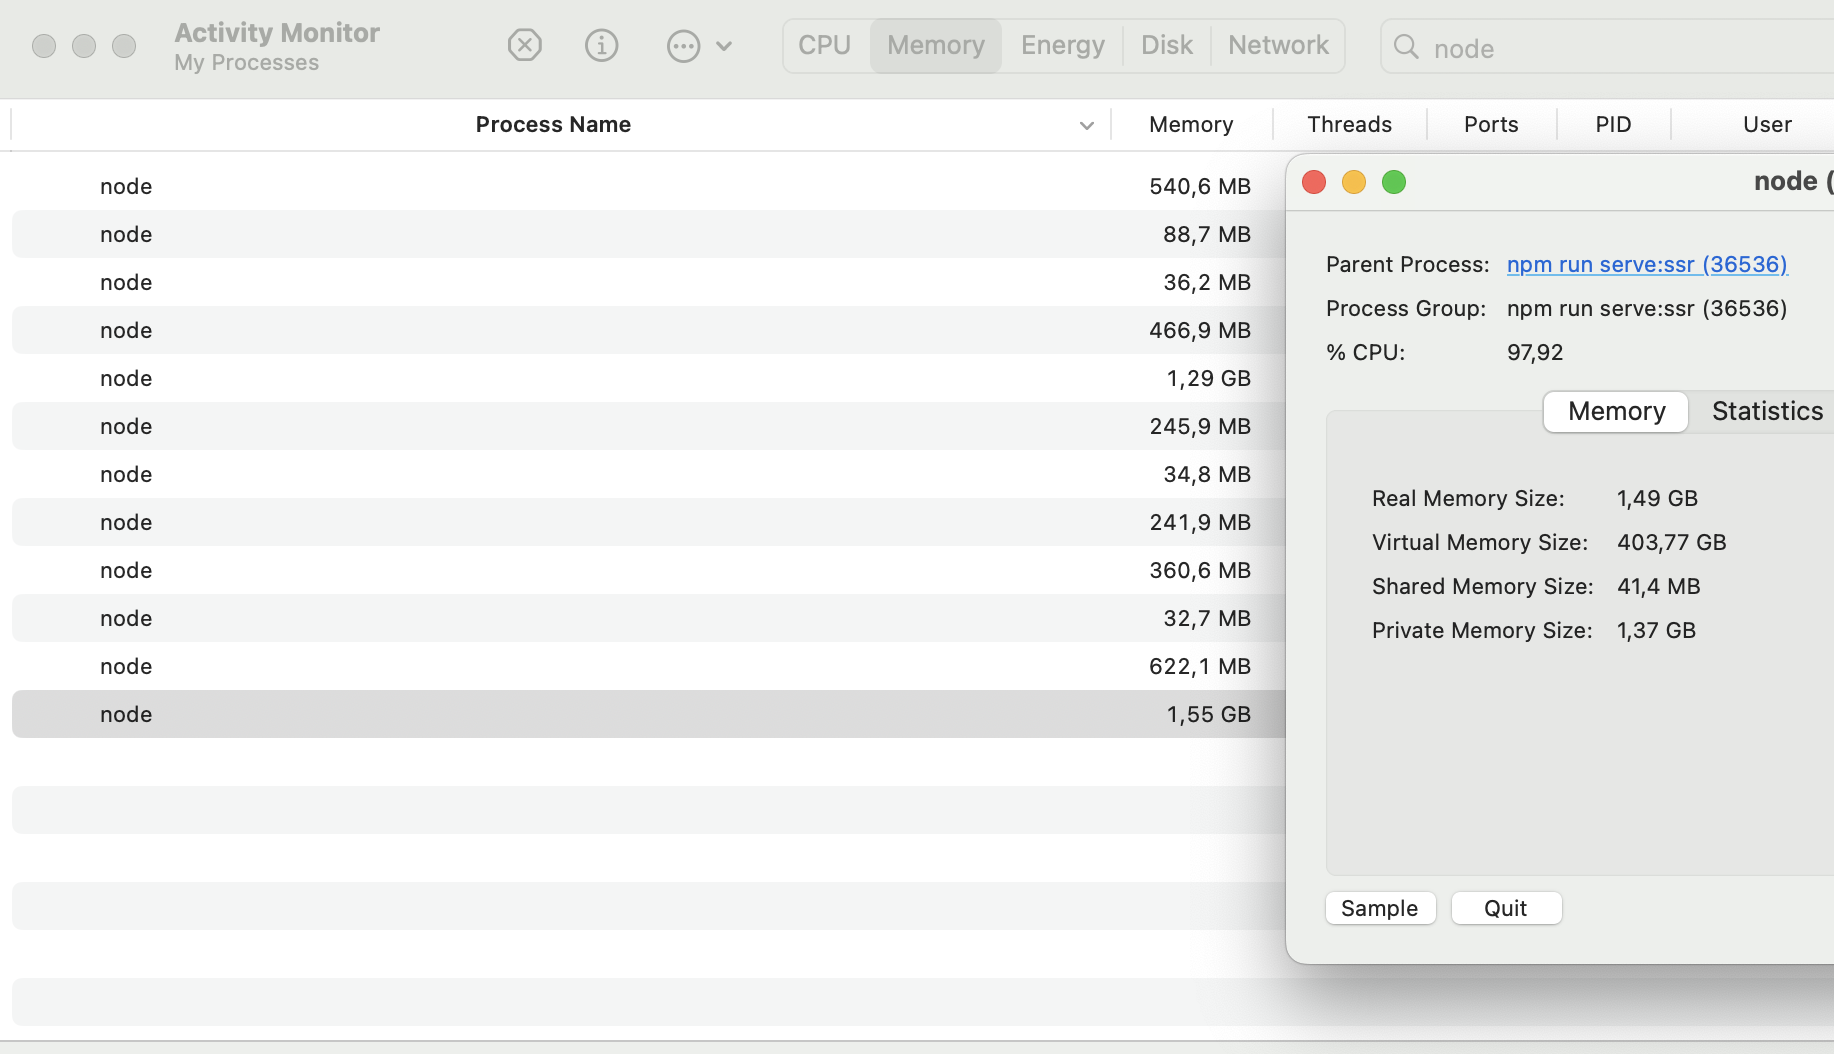 Activity Monitor
My Processes
CPU Memory Energy Disk Network
node
Process Name Memory Threads Ports PID User
node 540,6 MB
node 88,7 MB
node 36,2 MB
node 466,9 MB
node 1,29 GB
node 245,9 MB
node 34,8 MB
node 241,9 MB
node 360,6 MB
node 32,7 MB
node 622,1 MB
node 1,55 GB
node (
Parent Process: npm run serve:ssr (36536)
Process Group: npm run serve:ssr (36536)
% CPU: 97,92
Memory Statistics
Real Memory Size: 1,49 GB
Virtual Memory Size: 403,77 GB
Shared Memory Size: 41,4 MB
Private Memory Size: 1,37 GB
Sample Quit